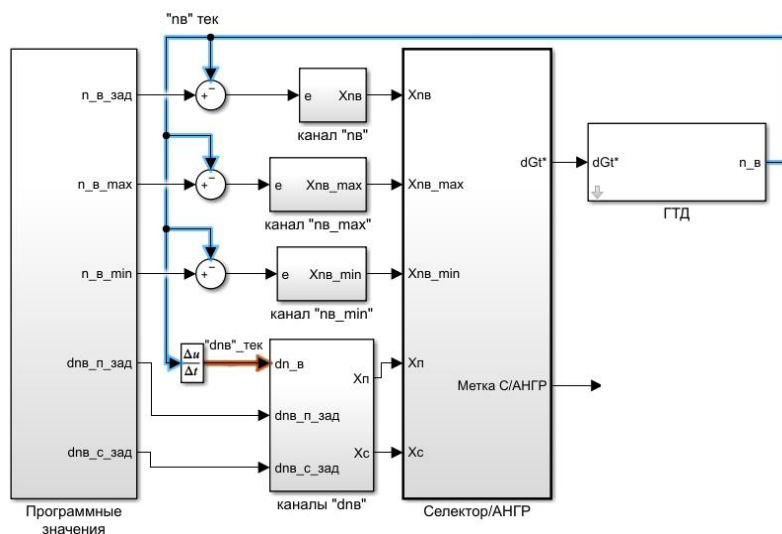 "nв" тек
n_в_зад
n_в_max
n_в_min
dnв_п_зад
dnв_с_зад
Программные
значения
+
−
+
−
+
−
e
Xnв
канал "nв"
e
Xnв_max
канал "nв_max"
e
Xnв_min
канал "nв_min"
"dnв"_тек
Δu
Δt
dn_в
dnв_п_зад
dnв_с_зад
Xп
Xс
каналы "dnв"
Xnв
Xnв_max
Xnв_min
Xп
Xс
dGt*
Метка С/АНГР
Селектор/АНГР
dGt*
n_в
ГТД